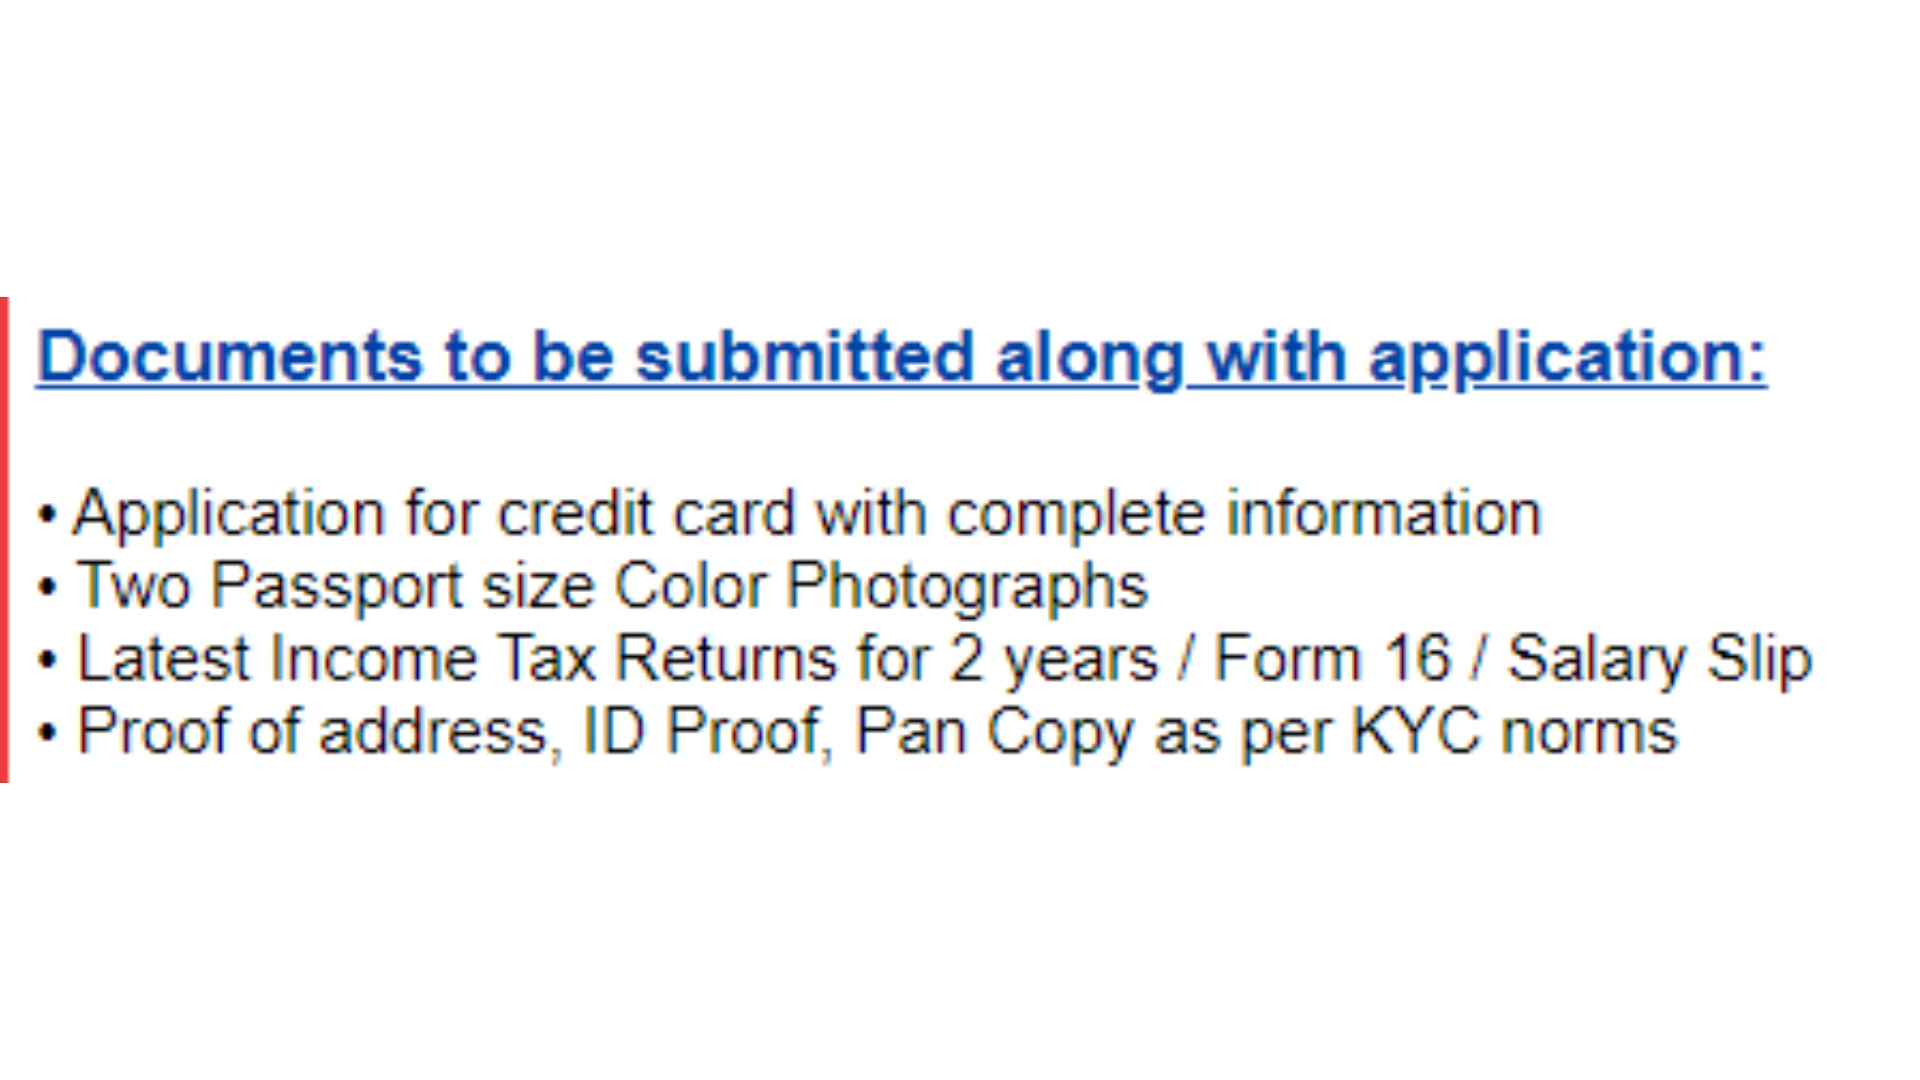 Documents to be submitted along with application:
• Application for credit card with complete information
• Two Passport size Color Photographs
• Latest Income Tax Returns for 2 years / Form 16 / Salary Slip
• Proof of address, ID Proof, Pan Copy as per KYC norms